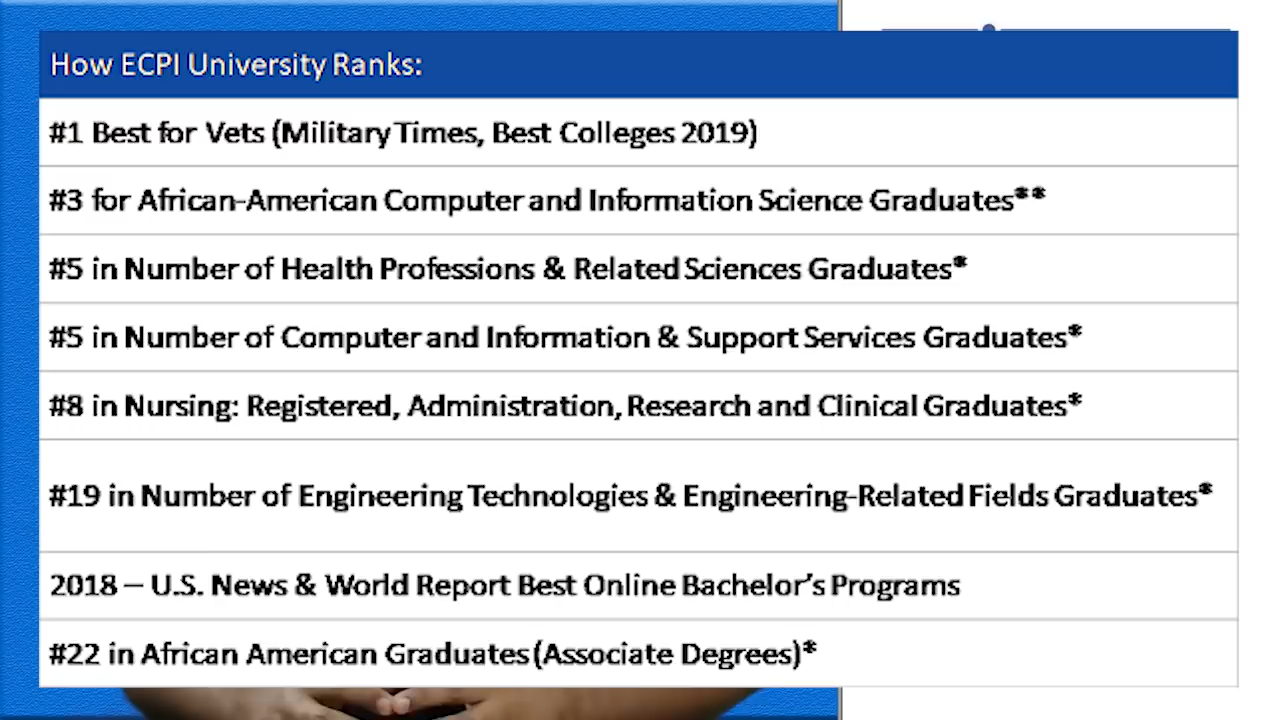 How ECPI University Ranks:
#1 Best for Vets (Military Times, Best Colleges 2019)
#3 for African-American Computer and Information Science Graduates**
#5 in Number of Health Professions & Related Sciences Graduates*
#5 in Number of Computer and Information & Support Services Graduates*
#8 in Nursing: Registered, Administration, Research and Clinical Graduates*
#19 in Number of Engineering Technologies & Engineering-Related Fields Graduates*
2018 – U.S. News & World Report Best Online Bachelor’s Programs
#22 in African American Graduates (Associate Degrees)*